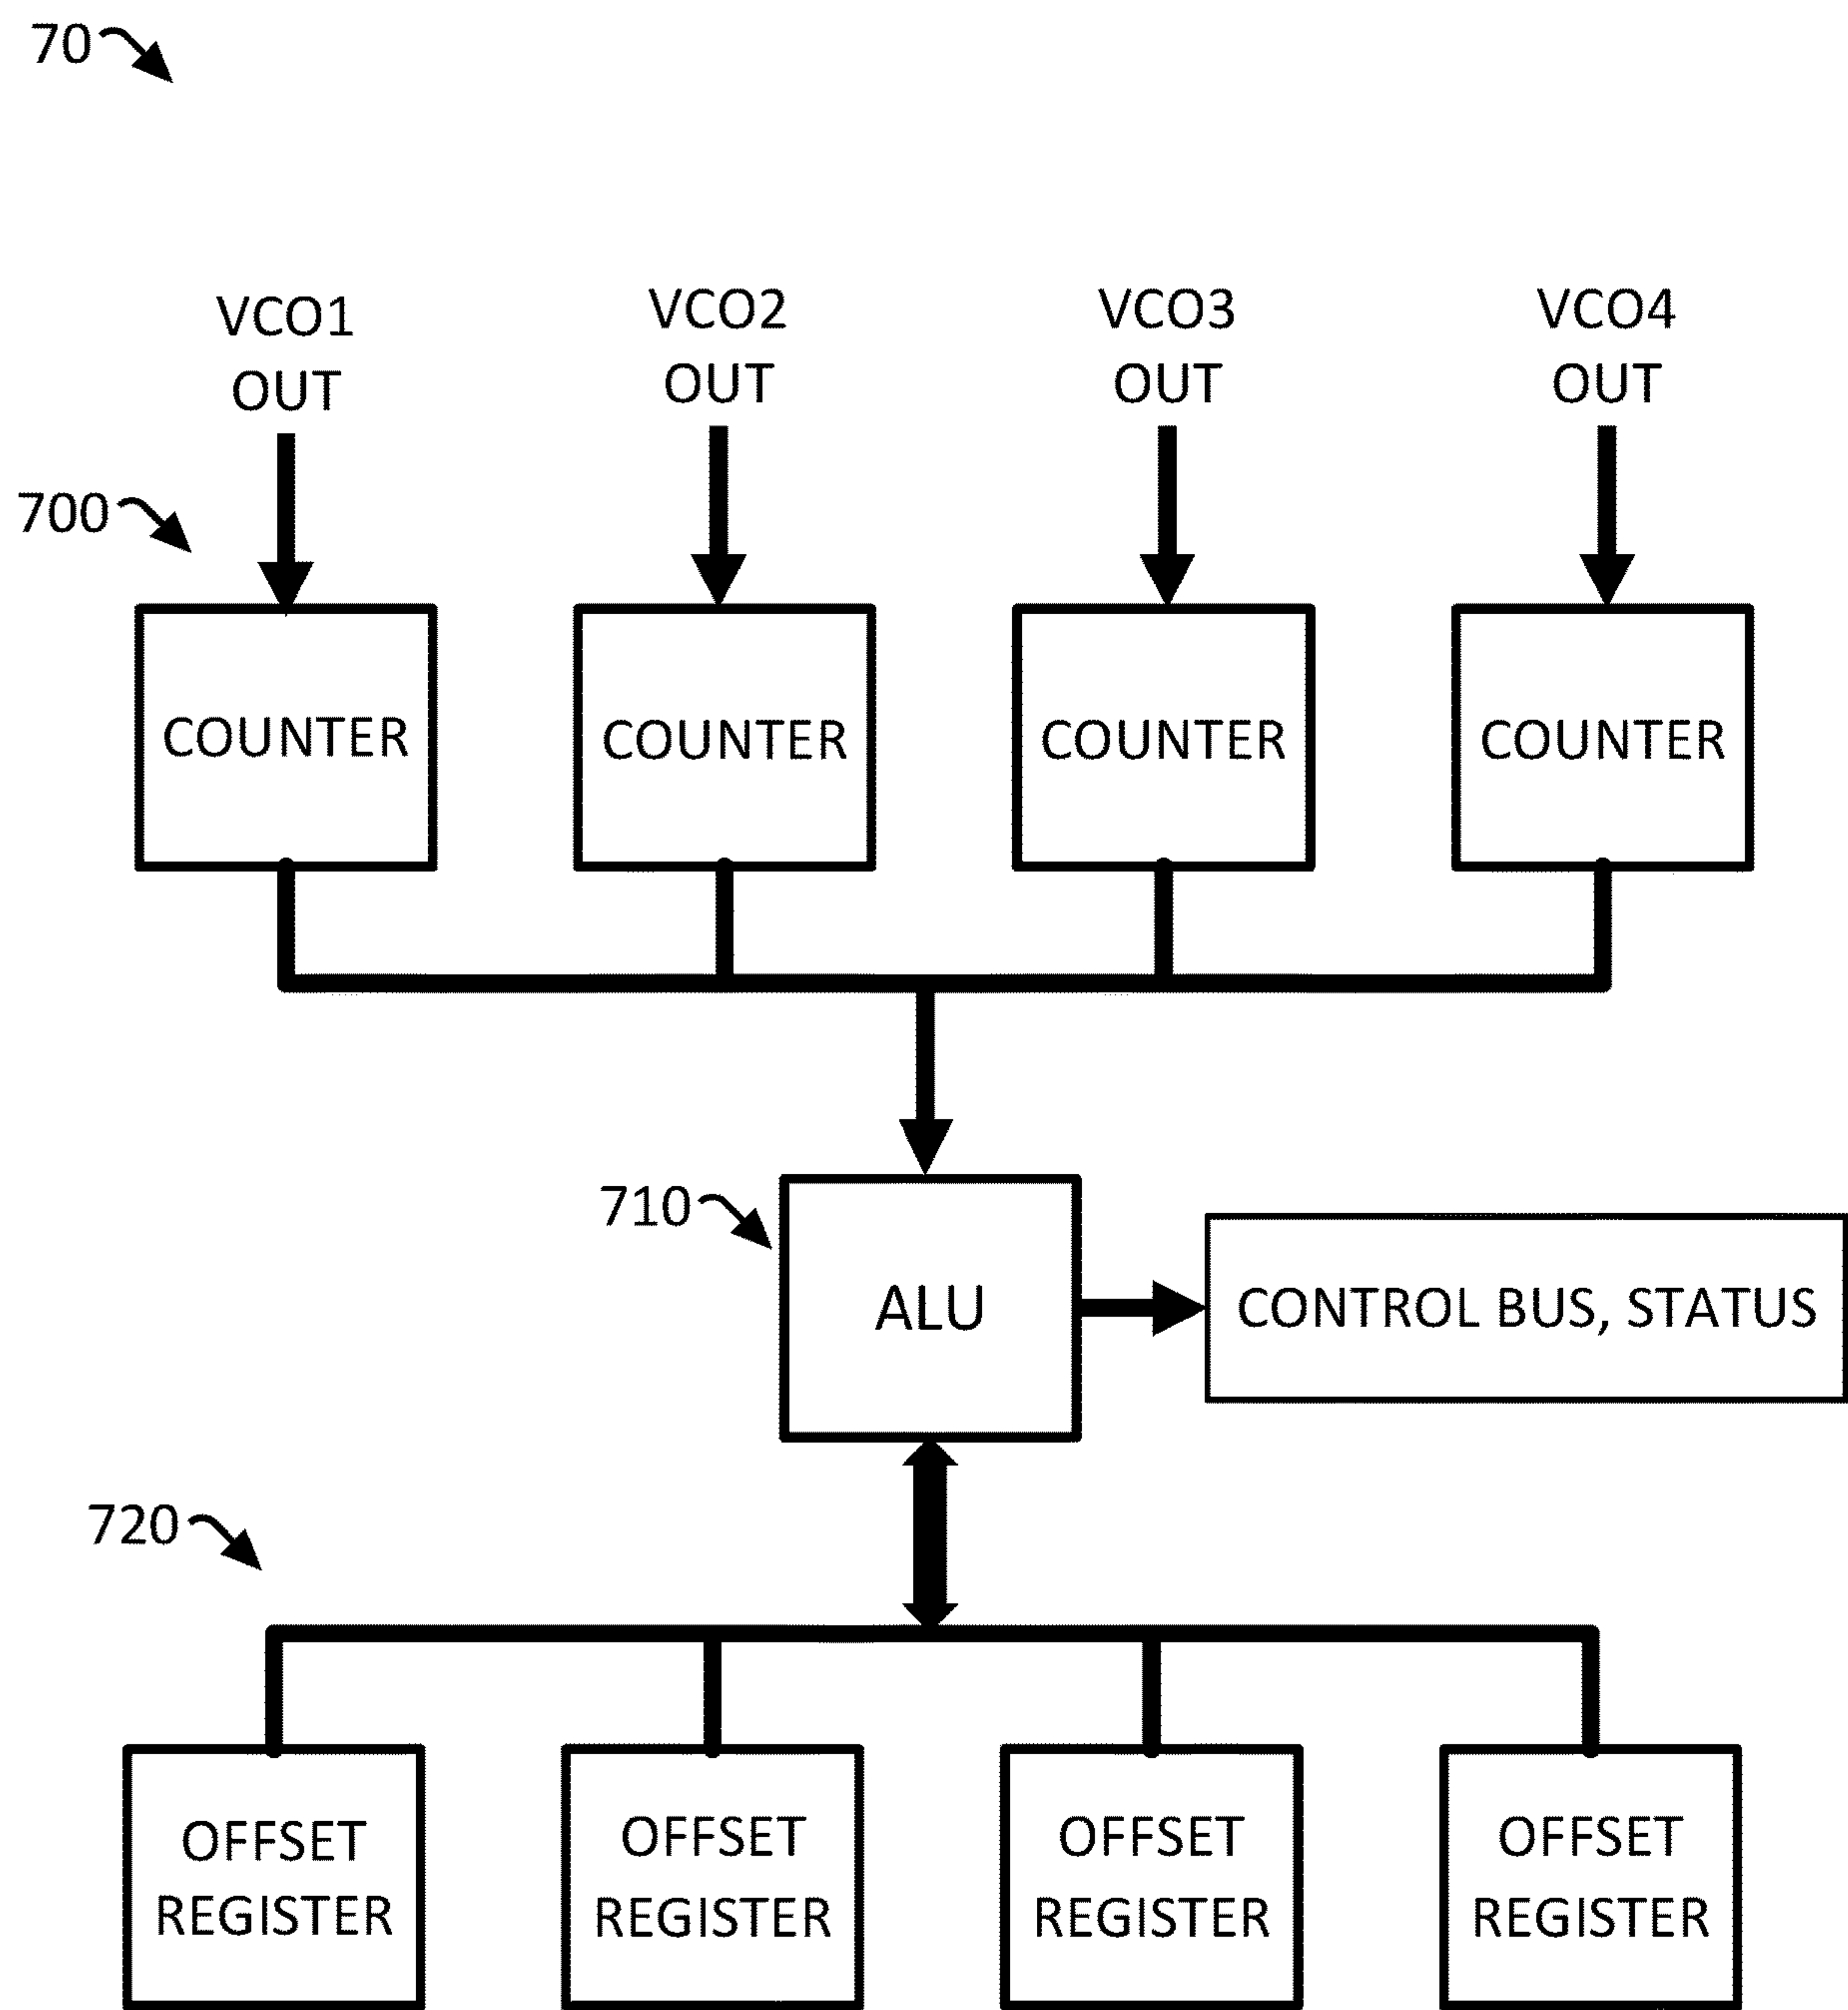 70
VCO1
OUT
VCO2
OUT
VCO3
OUT
VCO4
OUT
700
COUNTER
COUNTER
COUNTER
COUNTER
710
ALU
CONTROL BUS, STATUS
720
OFFSET
REGISTER
OFFSET
REGISTER
OFFSET
REGISTER
OFFSET
REGISTER